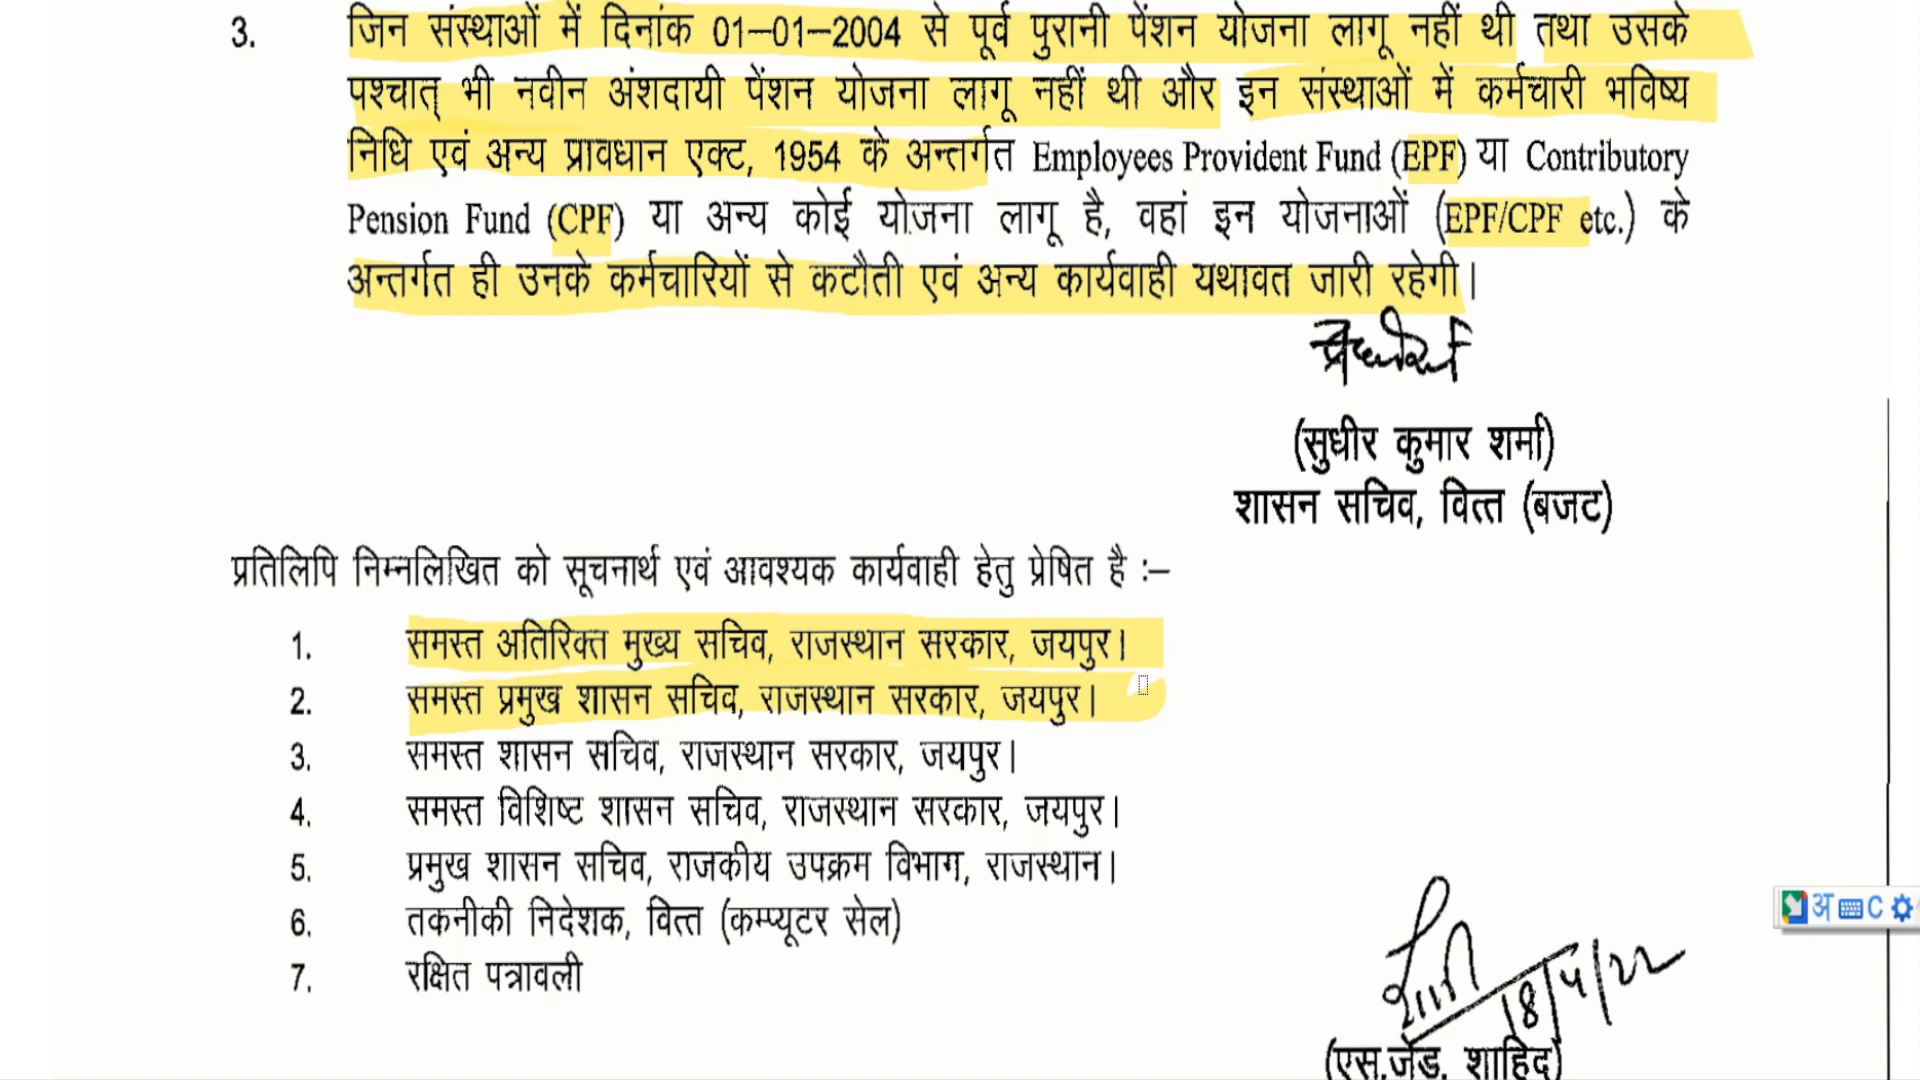 3. जिन संस्थाओं में दिनांक 01–01–2004 से पूर्व पुरानी पेंशन योजना लागू नहीं थी तथा उसके
पश्चात् भी नवीन अंशदायी पेंशन योजना लागू नहीं थी और इन संस्थाओं में कर्मचारी भविष्य
निधि एवं अन्य प्रावधान एक्ट, 1954 के अन्तर्गत Employees Provident Fund (EPF) या Contributory
Pension Fund (CPF) या अन्य कोई योजना लागू है, वहां इन योजनाओं (EPF/CPF etc.) के
अन्तर्गत ही उनके कर्मचारियों से कटौती एवं अन्य कार्यवाही यथावत जारी रहेगी।
(सुधीर कुमार शर्मा)
शासन सचिव, वित्त (बजट)
प्रतिलिपि निम्नलिखित को सूचनार्थ एवं आवश्यक कार्यवाही हेतु प्रेषित है :–
1. समस्त अतिरिक्त मुख्य सचिव, राजस्थान सरकार, जयपुर।
2. समस्त प्रमुख शासन सचिव, राजस्थान सरकार, जयपुर।
3. समस्त शासन सचिव, राजस्थान सरकार, जयपुर।
4. समस्त विशिष्ट शासन सचिव, राजस्थान सरकार, जयपुर।
5. प्रमुख शासन सचिव, राजकीय उपक्रम विभाग, राजस्थान।
अ C
6. तकनीकी निदेशक, वित्त (कम्प्यूटर सेल)
7. रक्षित पत्रावली
18/4/22
(एस.जेड. शाहिद)